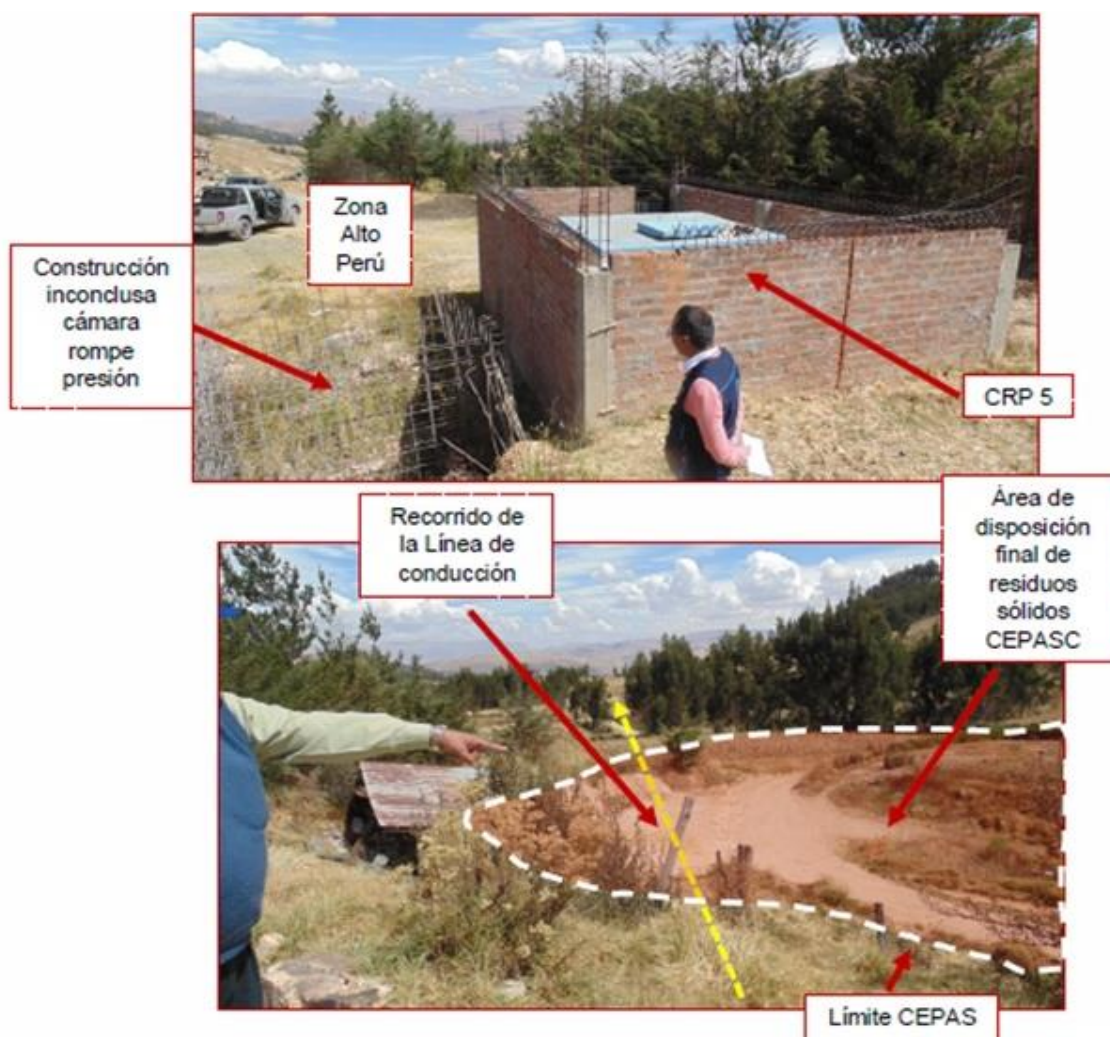 Zona
Alto
Perú
Construcción
inconclusa
cámara
rompe
presión
CRP 5
Recorrido de
la Línea de
conducción
Área de
disposición
final de
residuos
sólidos
CEPASC
Límite CEPAS